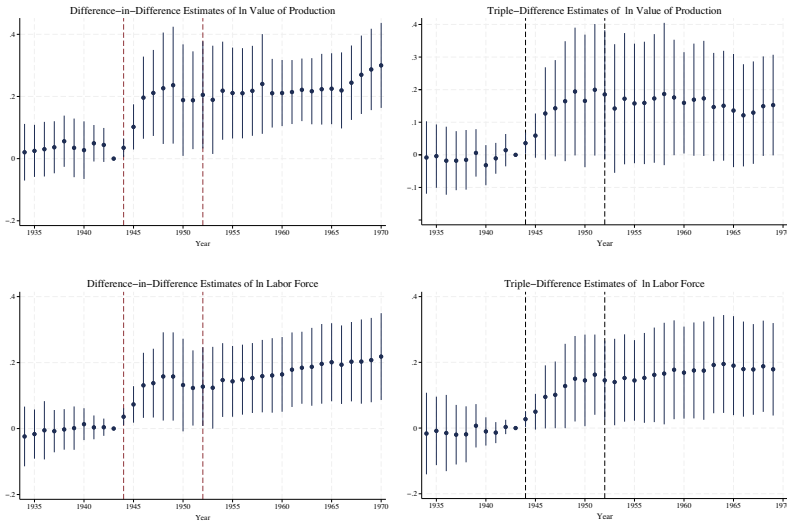 Difference−in−Difference Estimates of ln Value of Production
.4
.2
0
−.2
1935 1940 1945 1950 1955 1960 1965 1970
Year
Triple−Difference Estimates of  ln Value of Production
.4
.3
.2
.1
0
−.1
1935 1940 1945 1950 1955 1960 1965 1970
Year
Difference−in−Difference Estimates of ln Labor Force
.4
.2
0
−.2
1935 1940 1945 1950 1955 1960 1965 1970
Year
Triple−Difference Estimates of  ln Labor Force
.4
.2
0
−.2
1935 1940 1945 1950 1955 1960 1965 1970
Year